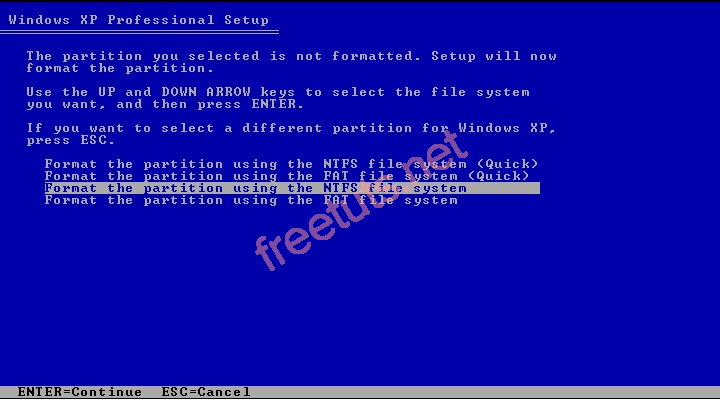 Windows XP Professional Setup
The partition you selected is not formatted. Setup will now
format the partition.
Use the UP and DOWN ARROW keys to select the file system
you want, and then press ENTER.
If you want to select a different partition for Windows XP,
press ESC.
Format the partition using the NTFS file system (Quick)
Format the partition using the FAT file system (Quick)
Format the partition using the NTFS file system
Format the partition using the FAT file system
freetuts.net
ENTER=Continue ESC=Cancel